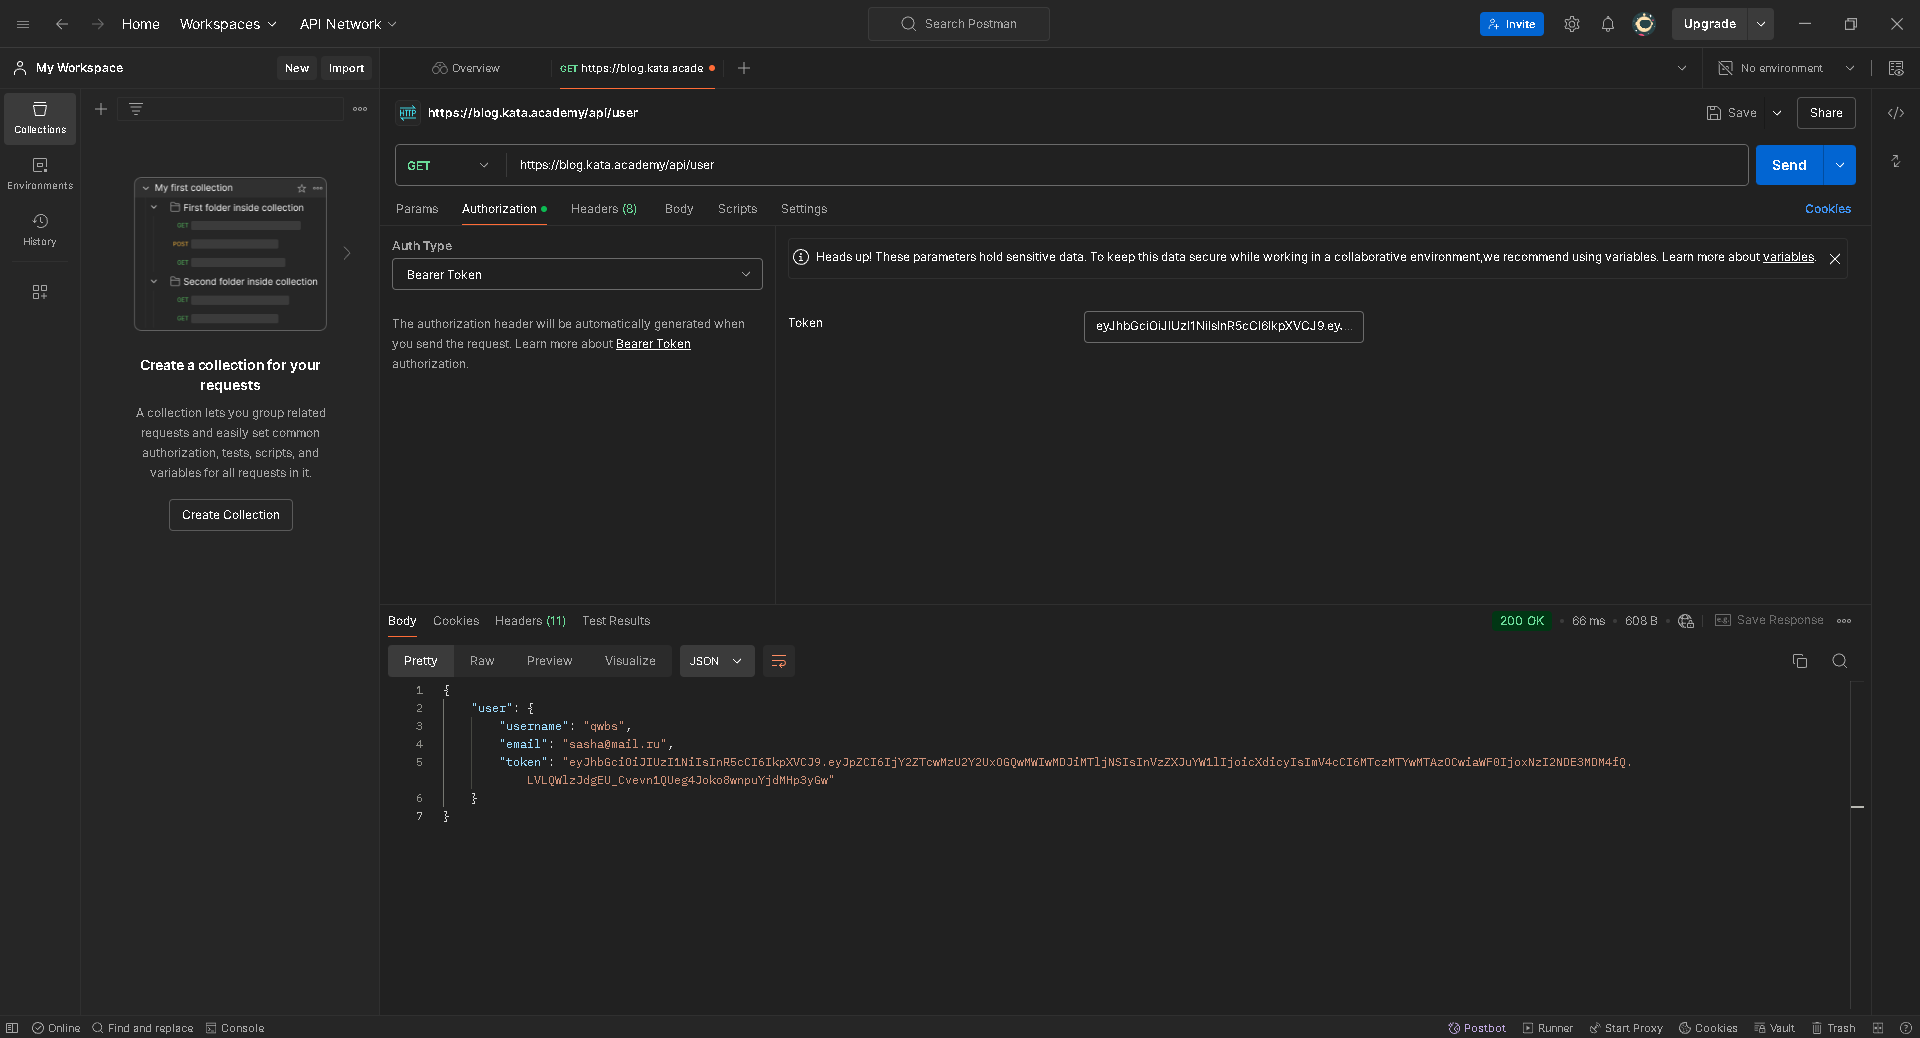 Home Workspaces API Network Search Postman Invite Upgrade
My Workspace New Import Overview GET https://blog.kata.acade No environment
Collections
Environments
History
My first collection
First folder inside collection
GET
POST
GET
Second folder inside collection
GET
GET
Create a collection for your
requests
A collection lets you group related
requests and easily set common
authorization, tests, scripts, and
variables for all requests in it.
Create Collection
HTTP https://blog.kata.academy/api/user Save Share
GET https://blog.kata.academy/api/user Send
Params Authorization Headers (8) Body Scripts Settings Cookies
Auth Type
Bearer Token
The authorization header will be automatically generated when
you send the request. Learn more about Bearer Token
authorization.
Heads up! These parameters hold sensitive data. To keep this data secure while working in a collaborative environment,we recommend using variables. Learn more about variables.
Token eyJhbGciOiJIUzI1NiIsInR5cCI6IkpXVCJ9.ey....
Body Cookies Headers (11) Test Results 200 OK 66 ms 608 B Save Response
Pretty Raw Preview Visualize JSON
1 {
2 "user": {
3 "username": "qwbs",
4 "email": "sasha@mail.ru",
5 "token": "eyJhbGciOiJIUzI1NiIsInR5cCI6IkpXVCJ9.eyJpZCI6IjY2ZTcwMzU2Y2UxOGQwMWIwMDJiMTljNSIsInVzZXJuYW1lIjoicXdicyIsImV4cCI6MTczMTYwMTAzOCwiaWF0IjoxNzI2NDE3MDM4fQ.
LVLQWlzJdgEU_Cvevn1QUeg4Joko8wnpuYjdMHp3yGw"
6 }
7 }
Online Find and replace Console Postbot Runner Start Proxy Cookies Vault Trash